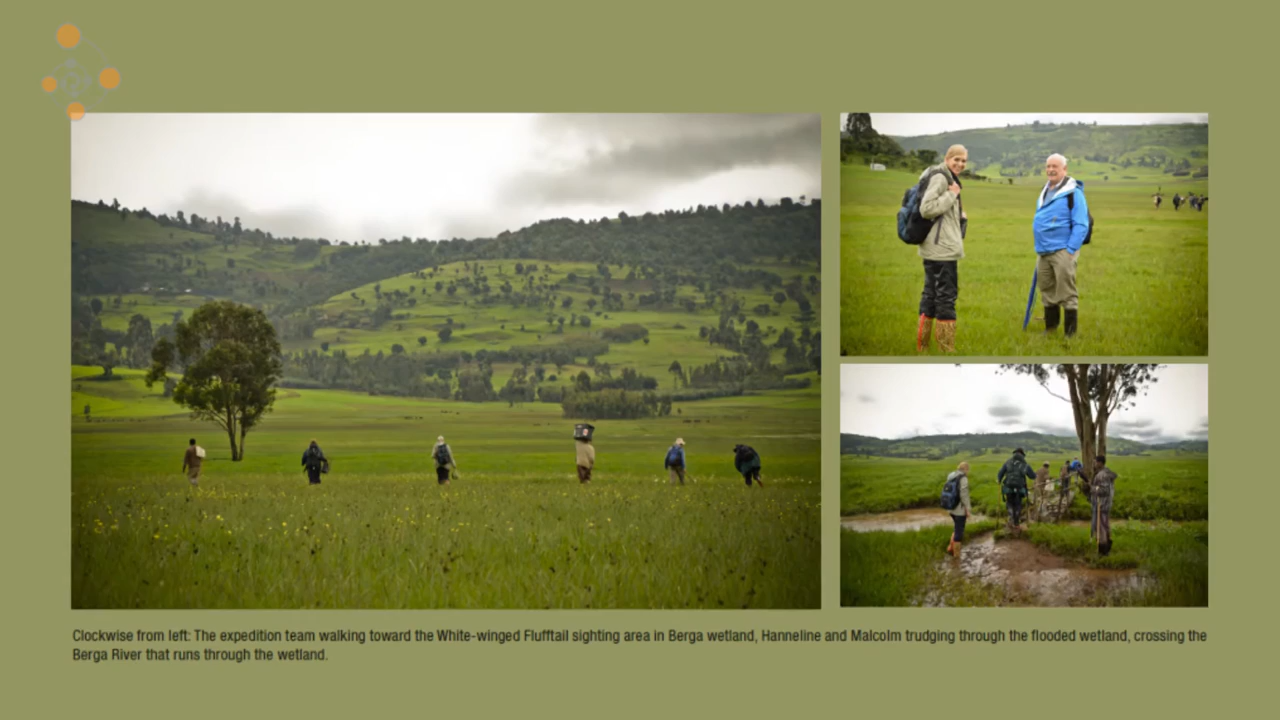 Clockwise from left: The expedition team walking toward the White-winged Flufftail sighting area in Berga wetland, Hanneline and Malcolm trudging through the flooded wetland, crossing the
Berga River that runs through the wetland.